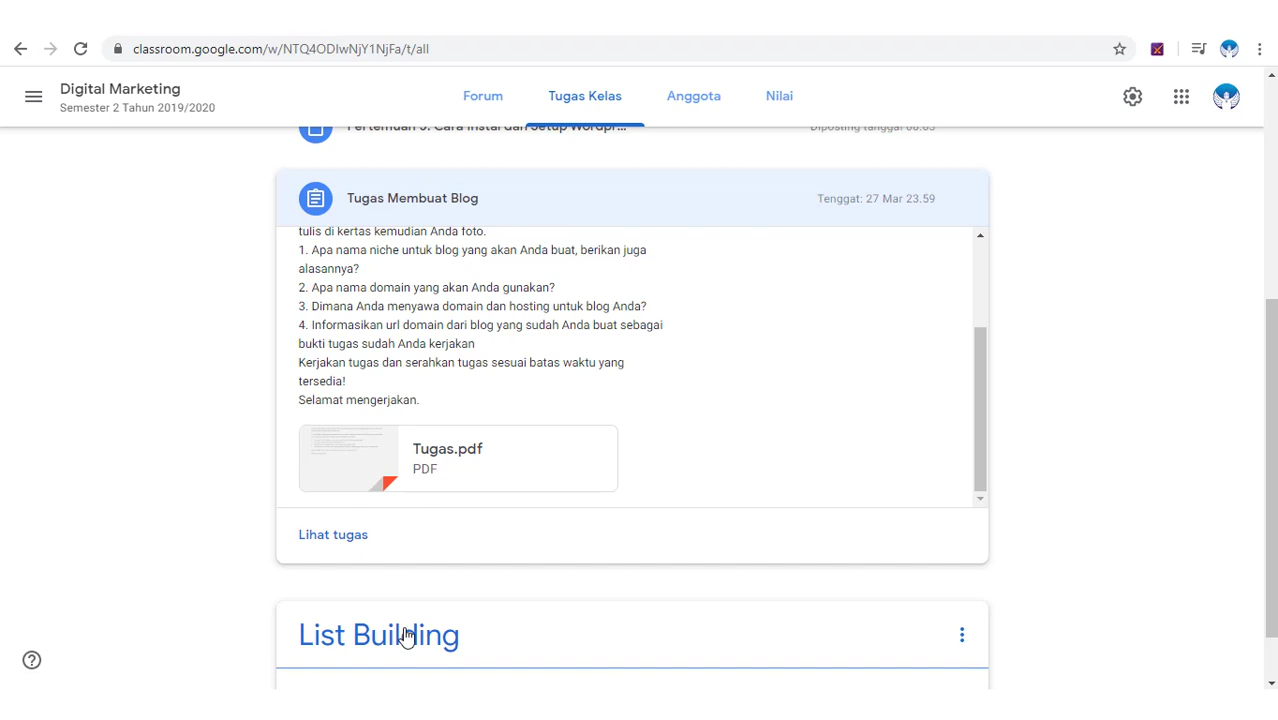 classroom.google.com/w/NTQ4ODIwNjY1NjFa/t/all
Digital Marketing
Semester 2 Tahun 2019/2020
Forum
Tugas Kelas
Anggota
Nilai
Tugas Membuat Blog
Tenggat: 27 Mar 23.59
tulis di kertas kemudian Anda foto.
1. Apa nama niche untuk blog yang akan Anda buat, berikan juga
alasannya?
2. Apa nama domain yang akan Anda gunakan?
3. Dimana Anda menyawa domain dan hosting untuk blog Anda?
4. Informasikan url domain dari blog yang sudah Anda buat sebagai
bukti tugas sudah Anda kerjakan
Kerjakan tugas dan serahkan tugas sesuai batas waktu yang
tersedia!
Selamat mengerjakan.
Tugas.pdf
PDF
Lihat tugas
List Building